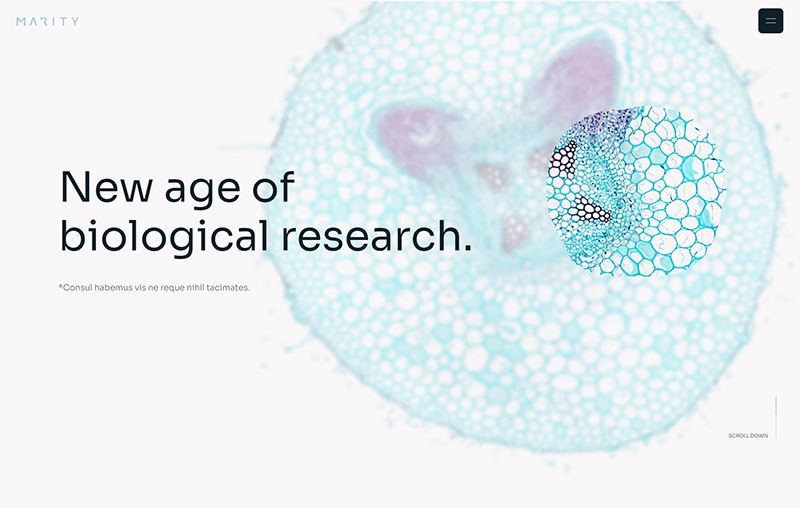 MARITY
New age of
biological research.
*Consul habemus vis ne reque nihil tacimates.
SCROLL DOWN